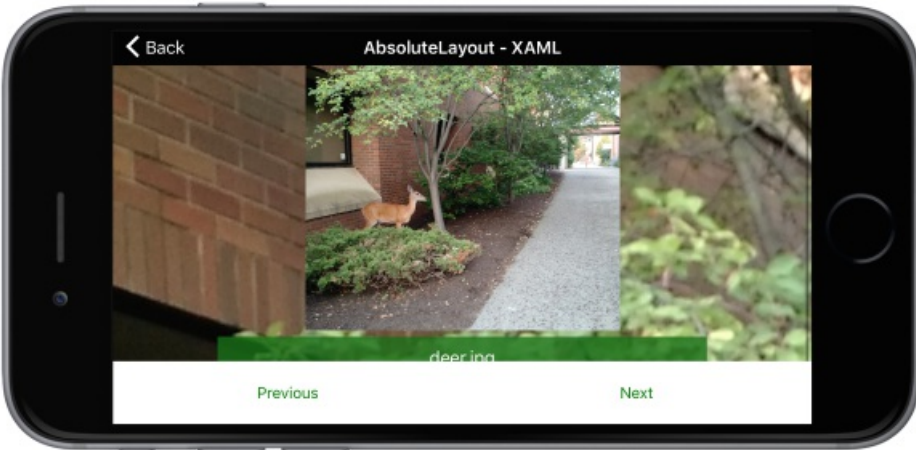 Back
AbsoluteLayout - XAML
deer.jpg
Previous
Next